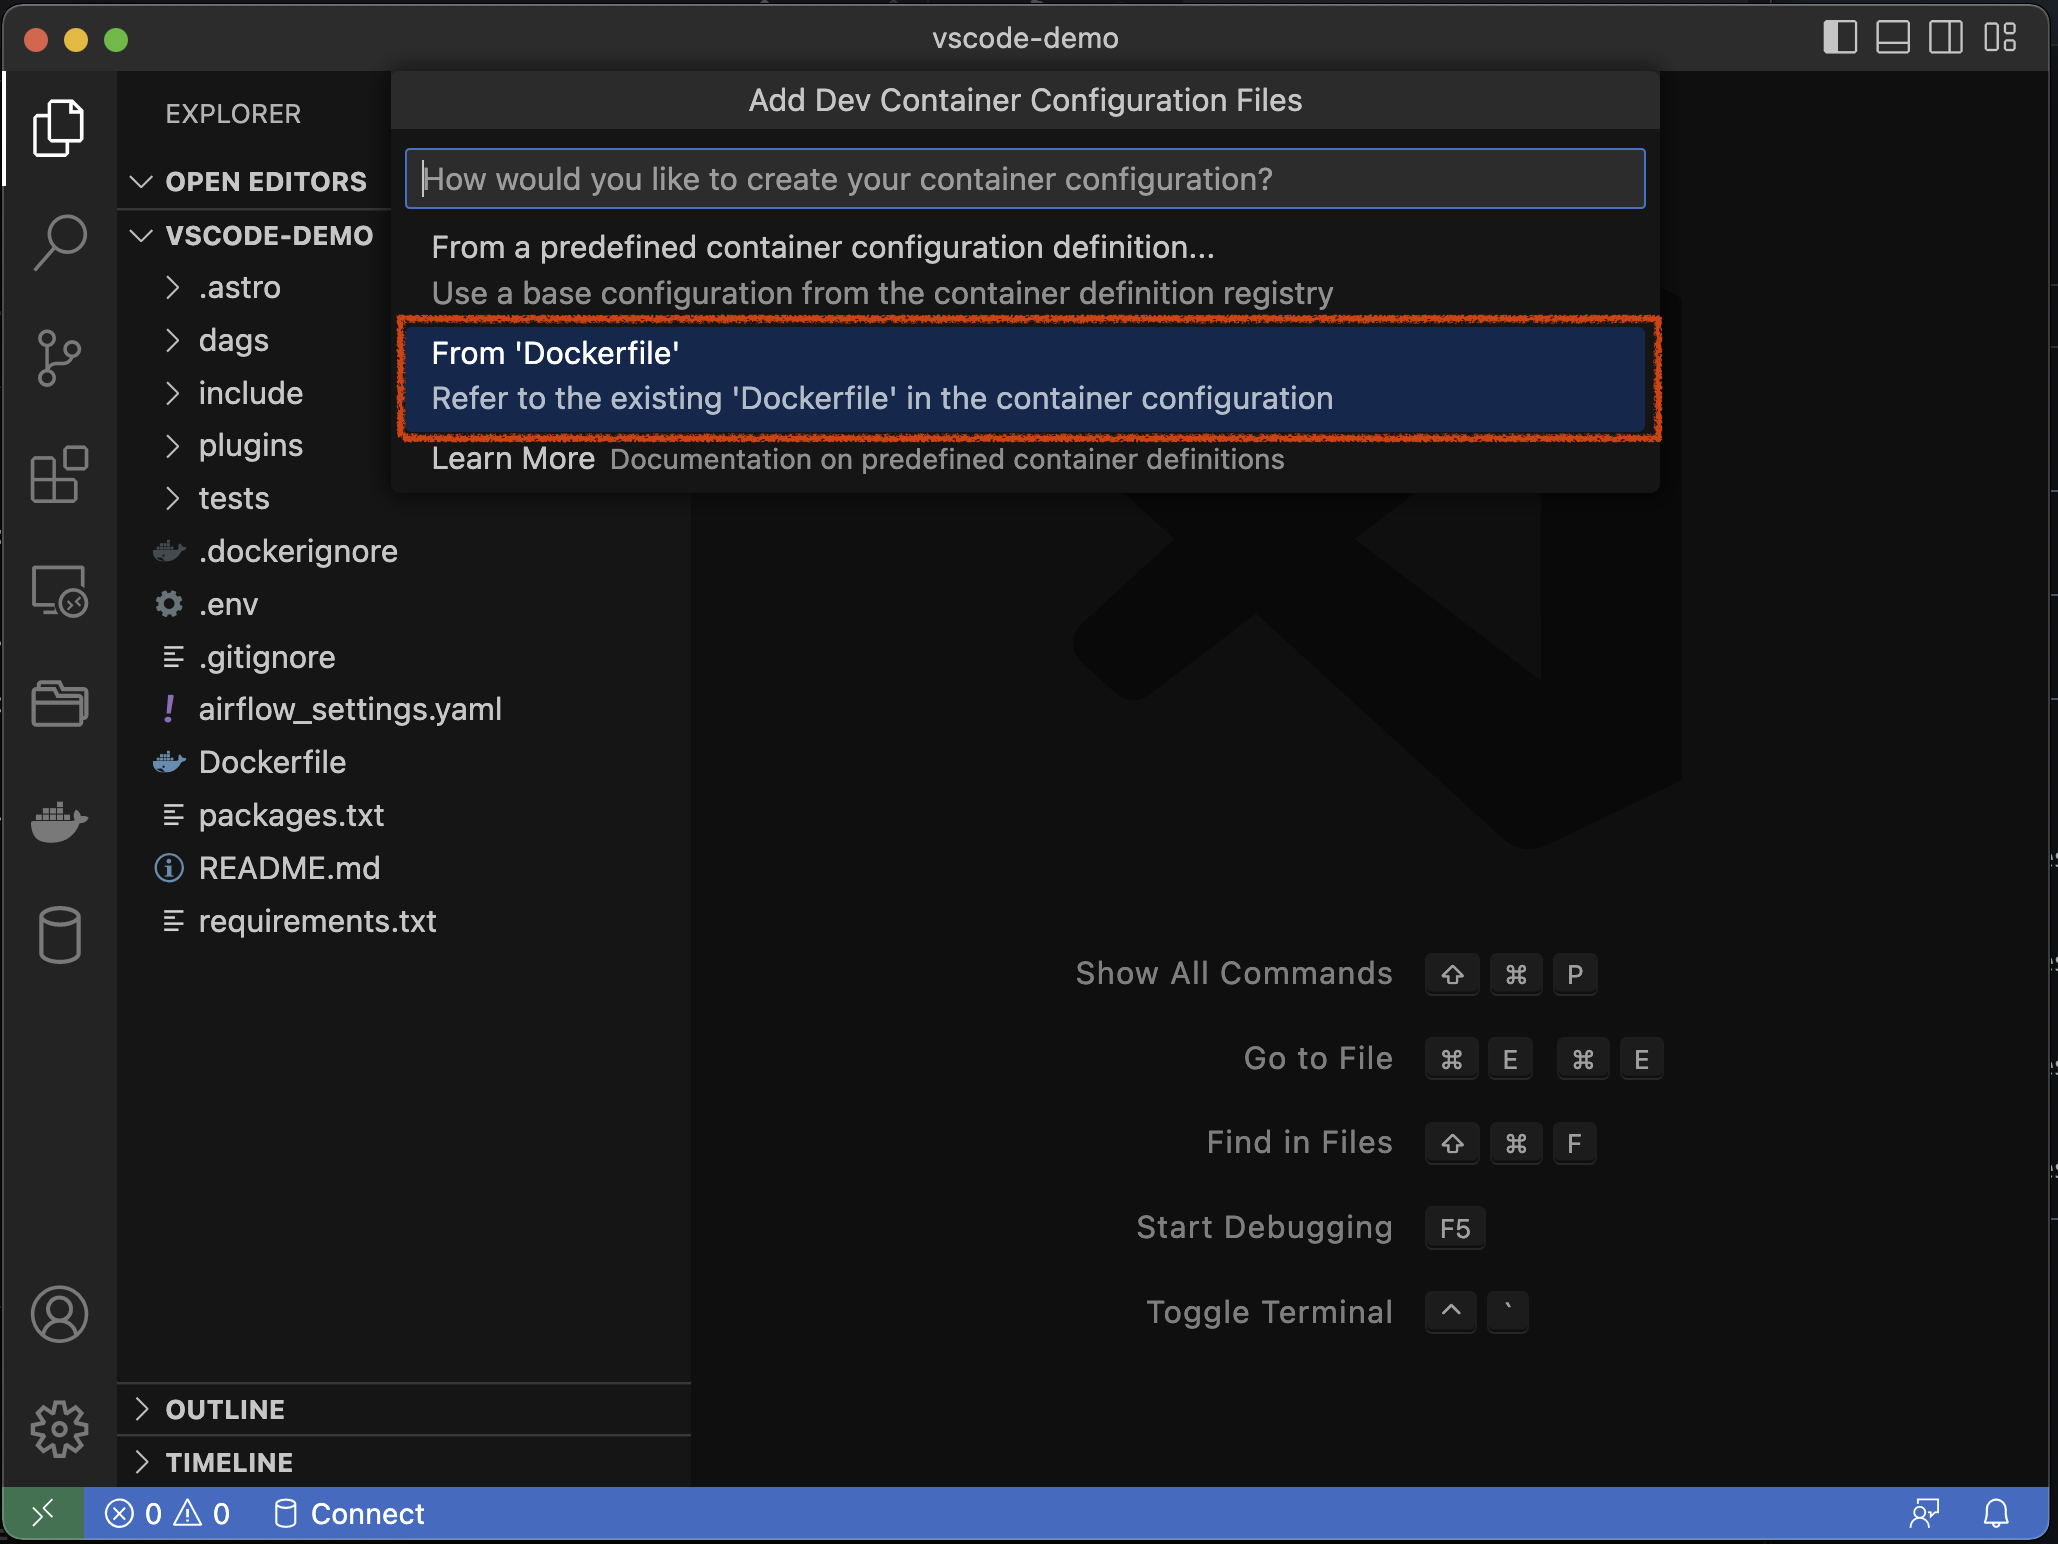 vscode-demo
Add Dev Container Configuration Files
How would you like to create your container configuration?
From a predefined container configuration definition...
Use a base configuration from the container definition registry
From 'Dockerfile'
Refer to the existing 'Dockerfile' in the container configuration
Learn More Documentation on predefined container definitions
EXPLORER
OPEN EDITORS
VSCODE-DEMO
.astro
dags
include
plugins
tests
.dockerignore
.env
.gitignore
airflow_settings.yaml
Dockerfile
packages.txt
README.md
requirements.txt
OUTLINE
TIMELINE
Show All Commands ⇧ ⌘ P
Go to File ⌘ E ⌘ E
Find in Files ⇧ ⌘ F
Start Debugging F5
Toggle Terminal ^ `
0 0 Connect